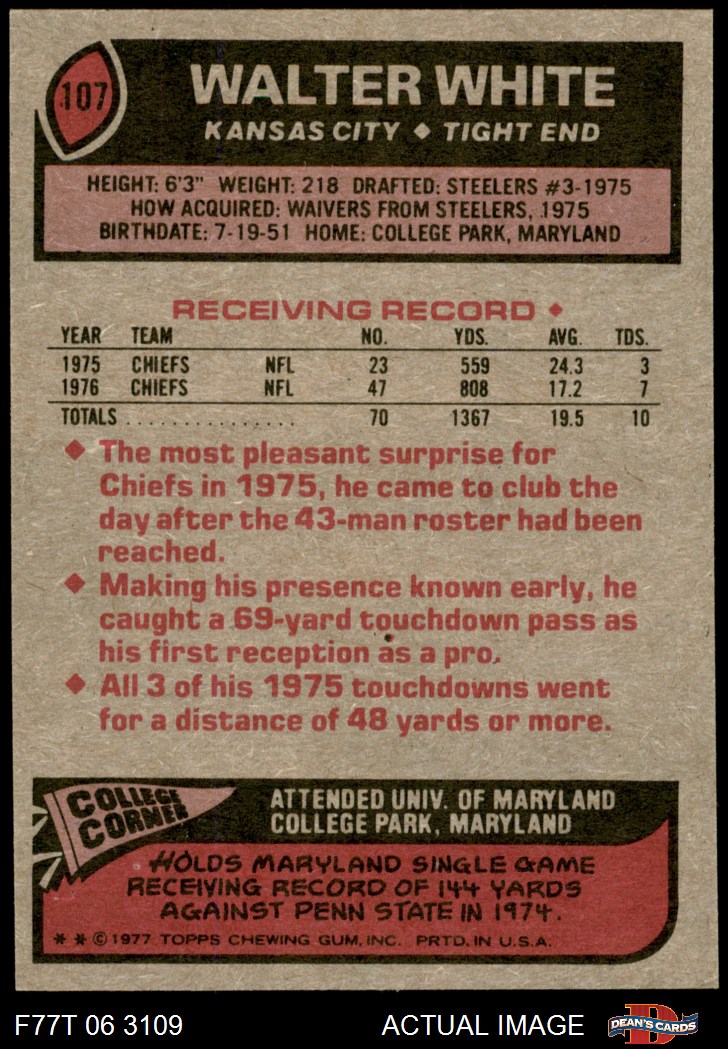 107
WALTER WHITE
KANSAS CITY ◆ TIGHT END
HEIGHT: 6'3" WEIGHT: 218 DRAFTED: STEELERS #3-1975
HOW ACQUIRED: WAIVERS FROM STEELERS, 1975
BIRTHDATE: 7-19-51 HOME: COLLEGE PARK, MARYLAND
RECEIVING RECORD ◆
YEAR TEAM NO. YDS. AVG. TDS.
1975 CHIEFS NFL 23 559 24.3 3
1976 CHIEFS NFL 47 808 17.2 7
TOTALS . . . . . . . . . . . . . . . 70 1367 19.5 10
◆ The most pleasant surprise for
Chiefs in 1975, he came to club the
day after the 43-man roster had been
reached.
◆ Making his presence known early, he
caught a 69-yard touchdown pass as
his first reception as a pro.
◆ All 3 of his 1975 touchdowns went
for a distance of 48 yards or more.
COLLEGE
CORNER
ATTENDED UNIV. OF MARYLAND
COLLEGE PARK, MARYLAND
HOLDS MARYLAND SINGLE GAME
RECEIVING RECORD OF 144 YARDS
AGAINST PENN STATE IN 1974.
* * © 1977 TOPPS CHEWING GUM, INC. PRTD. IN U.S.A.
F77T 06 3109 ACTUAL IMAGE
D
DEAN'S CARDS